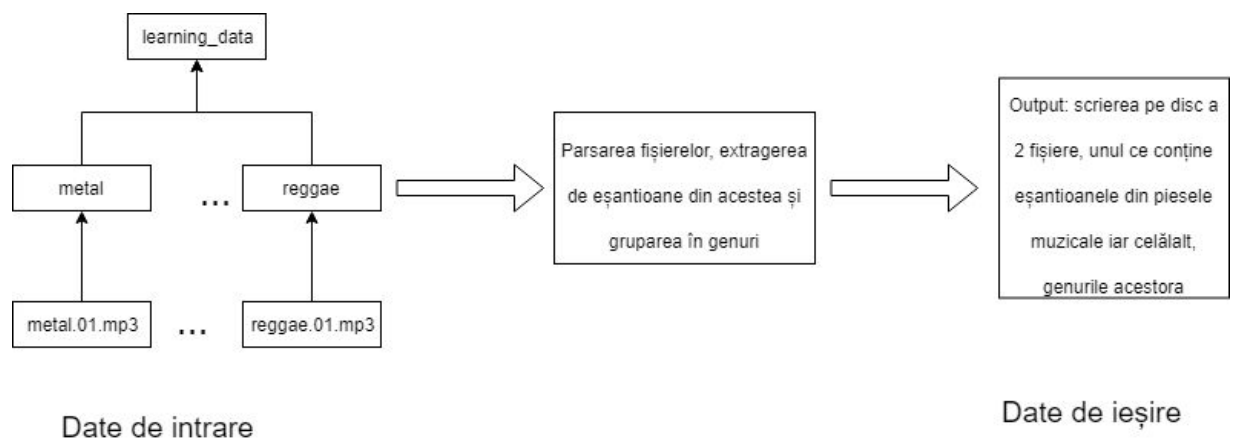 learning_data
metal
...
reggae
metal.01.mp3
...
reggae.01.mp3
Date de intrare
Parsarea fișierelor, extragerea
de eșantioane din acestea și
gruparea în genuri
Output: scrierea pe disc a
2 fișiere, unul ce conține
eșantioanele din piesele
muzicale iar celălalt,
genurile acestora
Date de ieșire